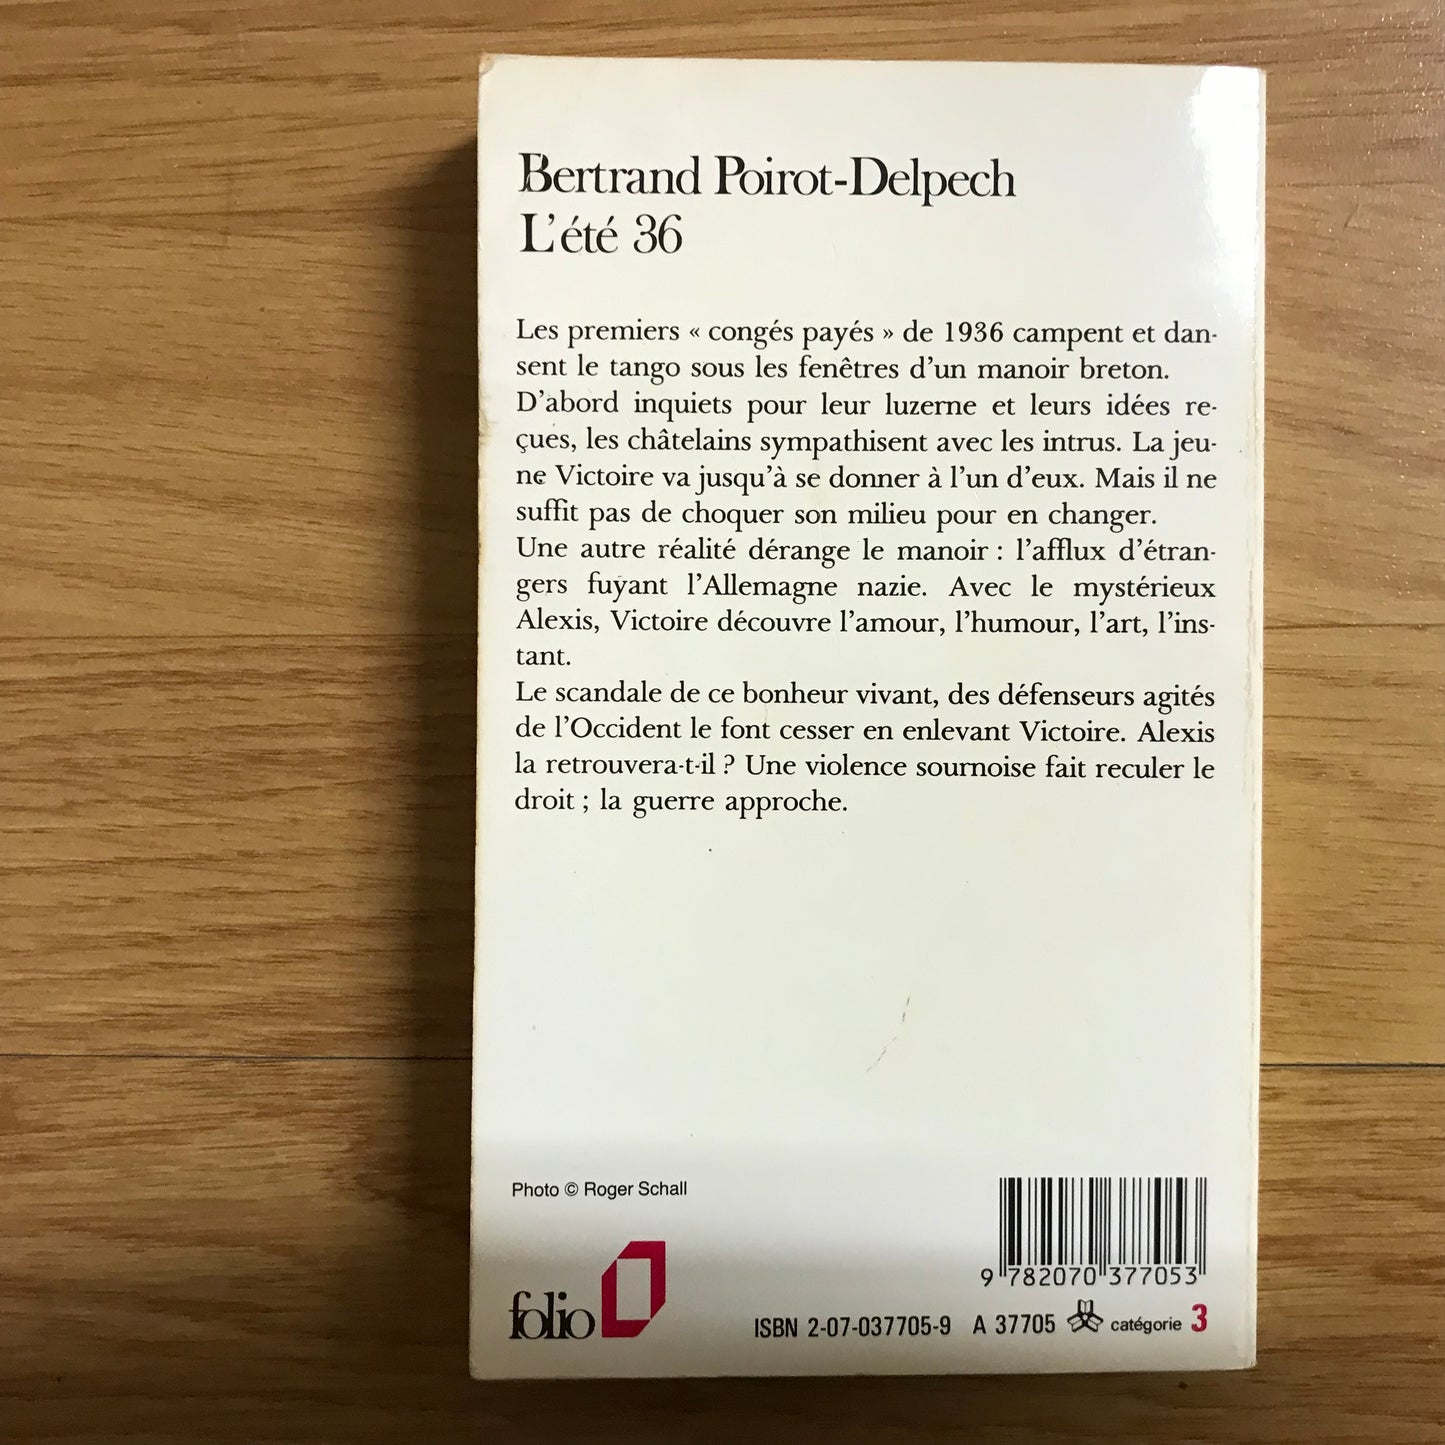 Bertrand Poirot-Delpech
L'été 36
Les premiers « congés payés » de 1936 campent et dan-
sent le tango sous les fenêtres d'un manoir breton.
D'abord inquiets pour leur luzerne et leurs idées re-
çues, les châtelains sympathisent avec les intrus. La jeu-
ne Victoire va jusqu'à se donner à l'un d'eux. Mais il ne
suffit pas de choquer son milieu pour en changer.
Une autre réalité dérange le manoir : l'afflux d'étran-
gers fuyant l'Allemagne nazie. Avec le mystérieux
Alexis, Victoire découvre l'amour, l'humour, l'art, l'ins-
tant.
Le scandale de ce bonheur vivant, des défenseurs agités
de l'Occident le font cesser en enlevant Victoire. Alexis
la retrouvera-t-il ? Une violence sournoise fait reculer le
droit ; la guerre approche.
Photo © Roger Schall
9 782070 377053
folio
ISBN 2-07-037705-9 A 37705 catégorie 3